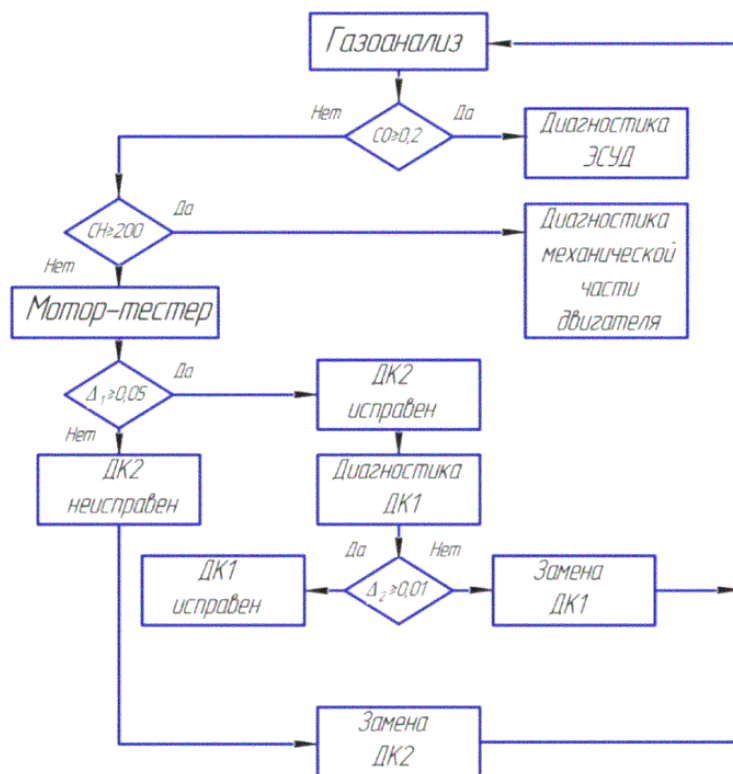 Газоанализ
Нет
Да
СО≥0,2
Диагностика
ЭСУД
Да
СН≥200
Диагностика
механической
части
двигателя
Нет
Мотор-тестер
Да
Δ₁≥0,05
ДК2
исправен
Нет
ДК2
неисправен
Диагностика
ДК1
Да
Нет
ДК1
исправен
Δ₂≥0,01
Замена
ДК1
Замена
ДК2